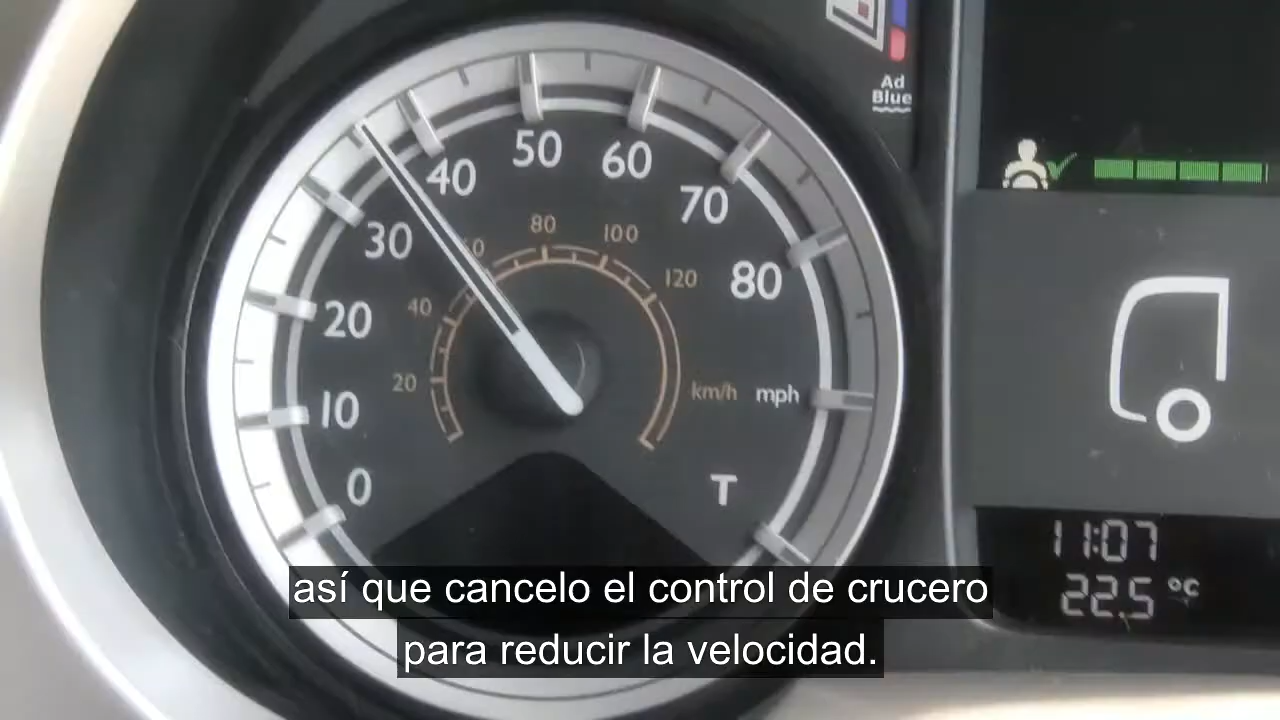 Ad
Blue
50
60
40
70
30
80
100
60
80
120
40
20
20
km/h mph
10
0
T
11:07
22.5 °C
así que cancelo el control de crucero
para reducir la velocidad.